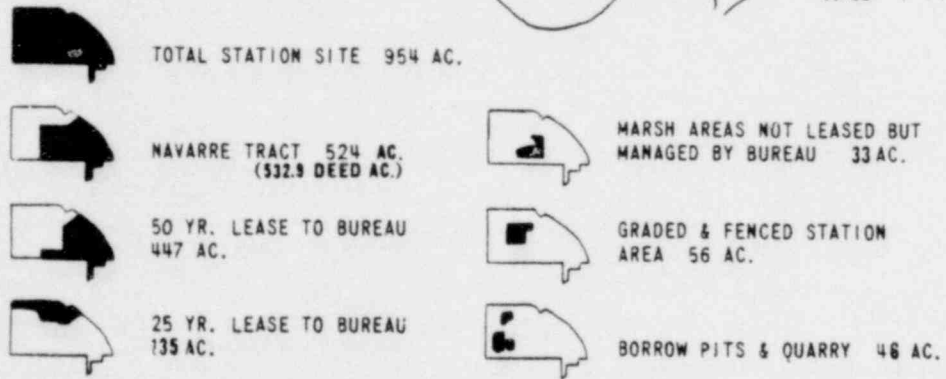 TOTAL STATION SITE 954 AC.
NAVARRE TRACT 524 AC.
(532.9 DEED AC.)
50 YR. LEASE TO BUREAU
447 AC.
25 YR. LEASE TO BUREAU
135 AC.
MARSH AREAS NOT LEASED BUT
MANAGED BY BUREAU 33 AC.
GRADED & FENCED STATION
AREA 56 AC.
BORROW PITS & QUARRY 46 AC.